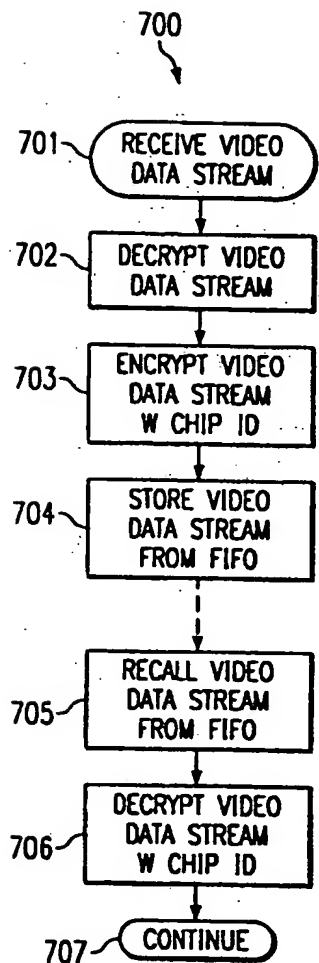 700
701
RECEIVE VIDEO
DATA STREAM
702
DECRYPT VIDEO
DATA STREAM
703
ENCRYPT VIDEO
DATA STREAM
W CHIP ID
704
STORE VIDEO
DATA STREAM
FROM FIFO
705
RECALL VIDEO
DATA STREAM
FROM FIFO
706
DECRYPT VIDEO
DATA STREAM
W CHIP ID
707
CONTINUE